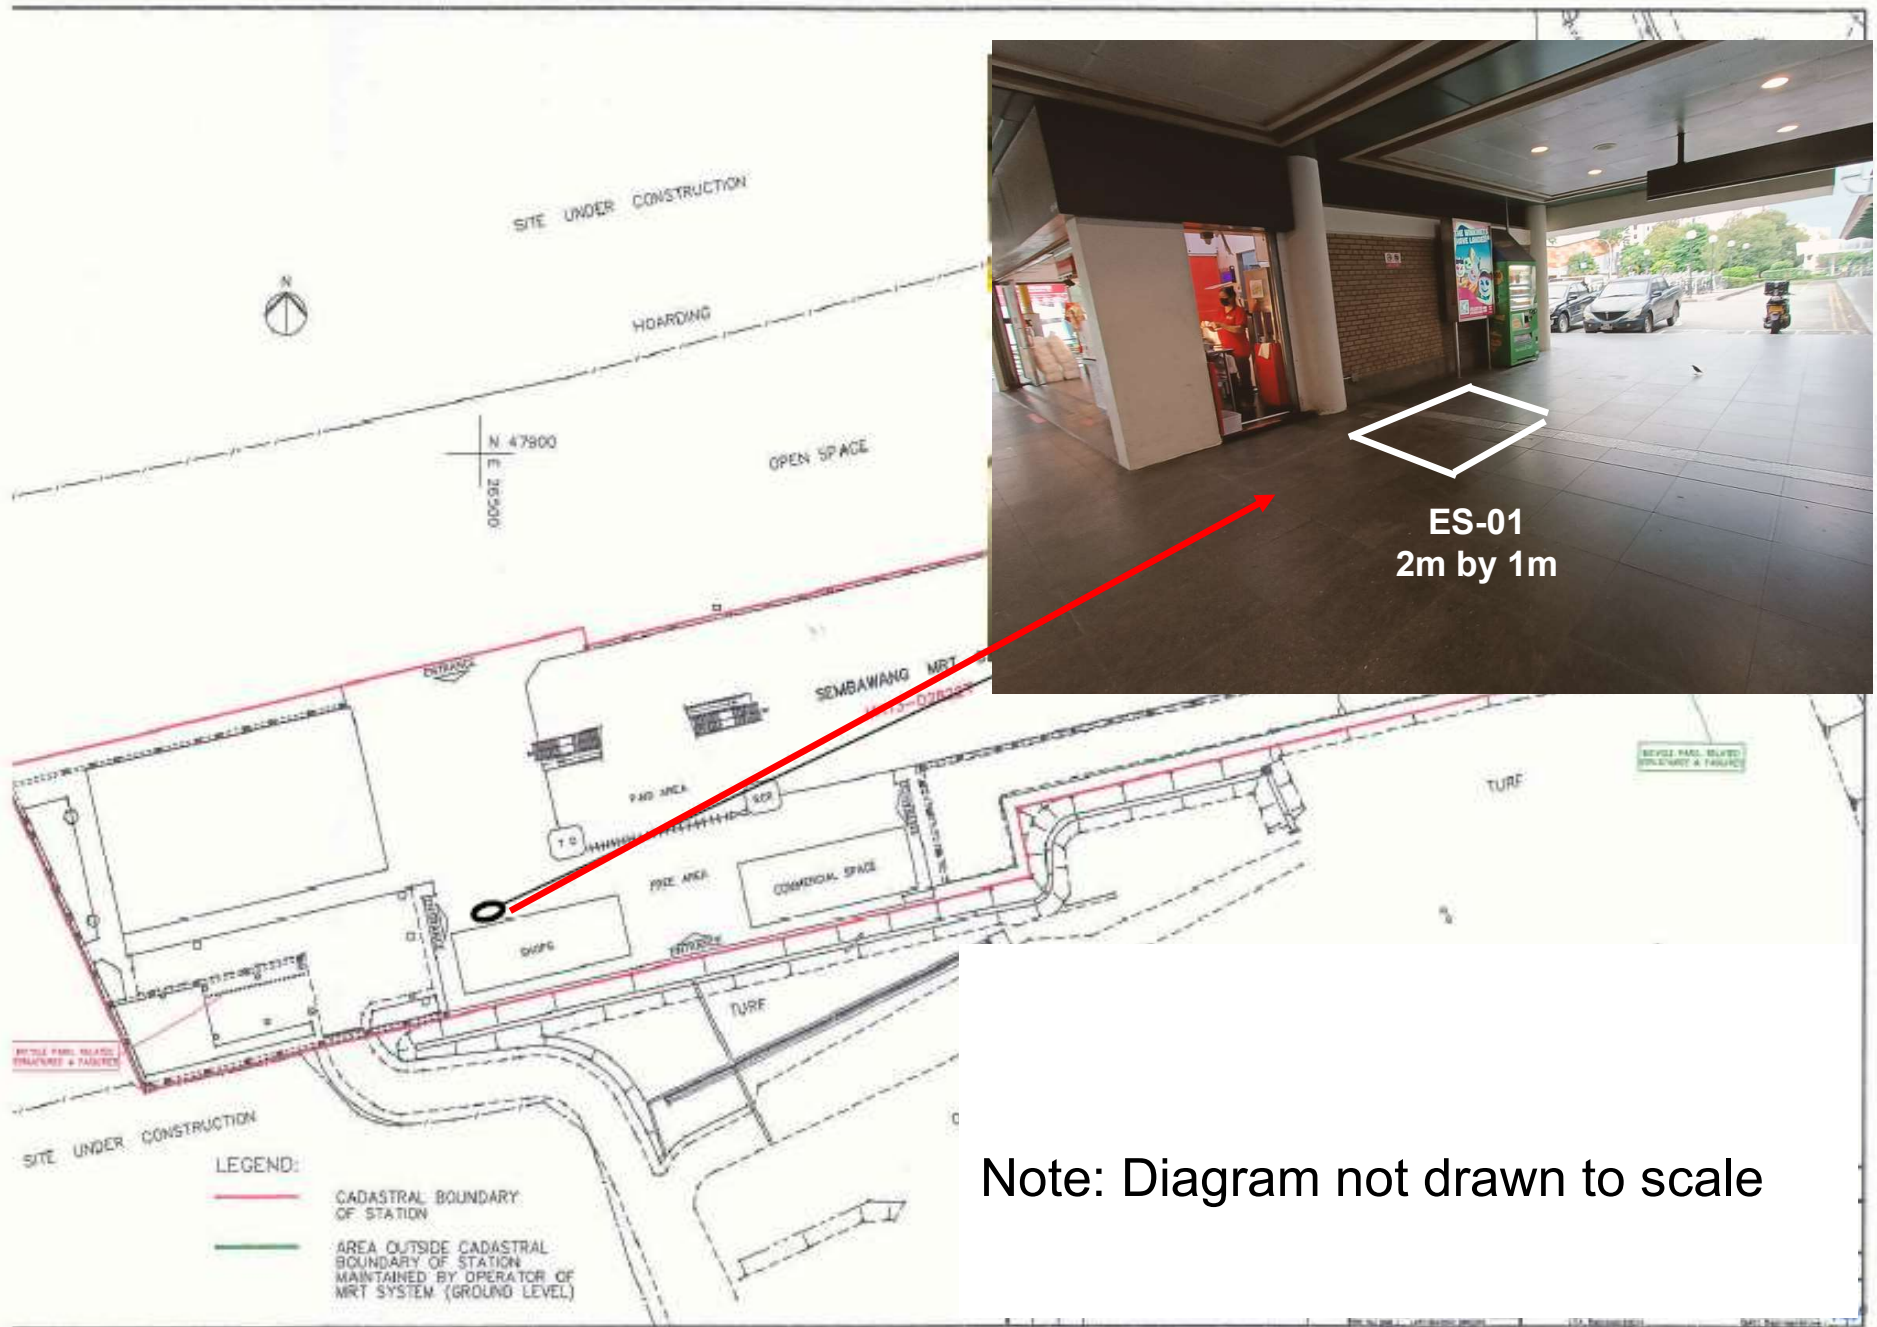 SITE UNDER CONSTRUCTION
N
HOARDING
N 47800
E 26500
OPEN SPACE
ES-01
2m by 1m
ENTRANCE
SEMBAWANG MRT
PAID AREA
T O
FREE AREA
COMMERCIAL SPACE
SHOPS
ENTRANCE
TURF
TURF
SITE UNDER CONSTRUCTION
LEGEND:
CADASTRAL BOUNDARY
OF STATION
AREA OUTSIDE CADASTRAL
BOUNDARY OF STATION
MAINTAINED BY OPERATOR OF
MRT SYSTEM (GROUND LEVEL)
Note: Diagram not drawn to scale